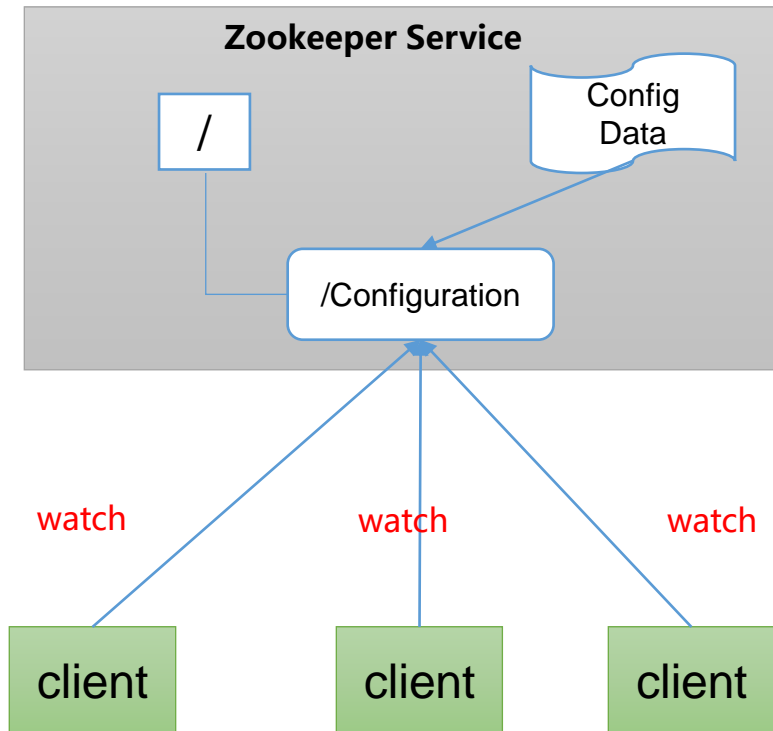 Zookeeper Service
/
Config
Data
/Configuration
watch
watch
watch
client
client
client